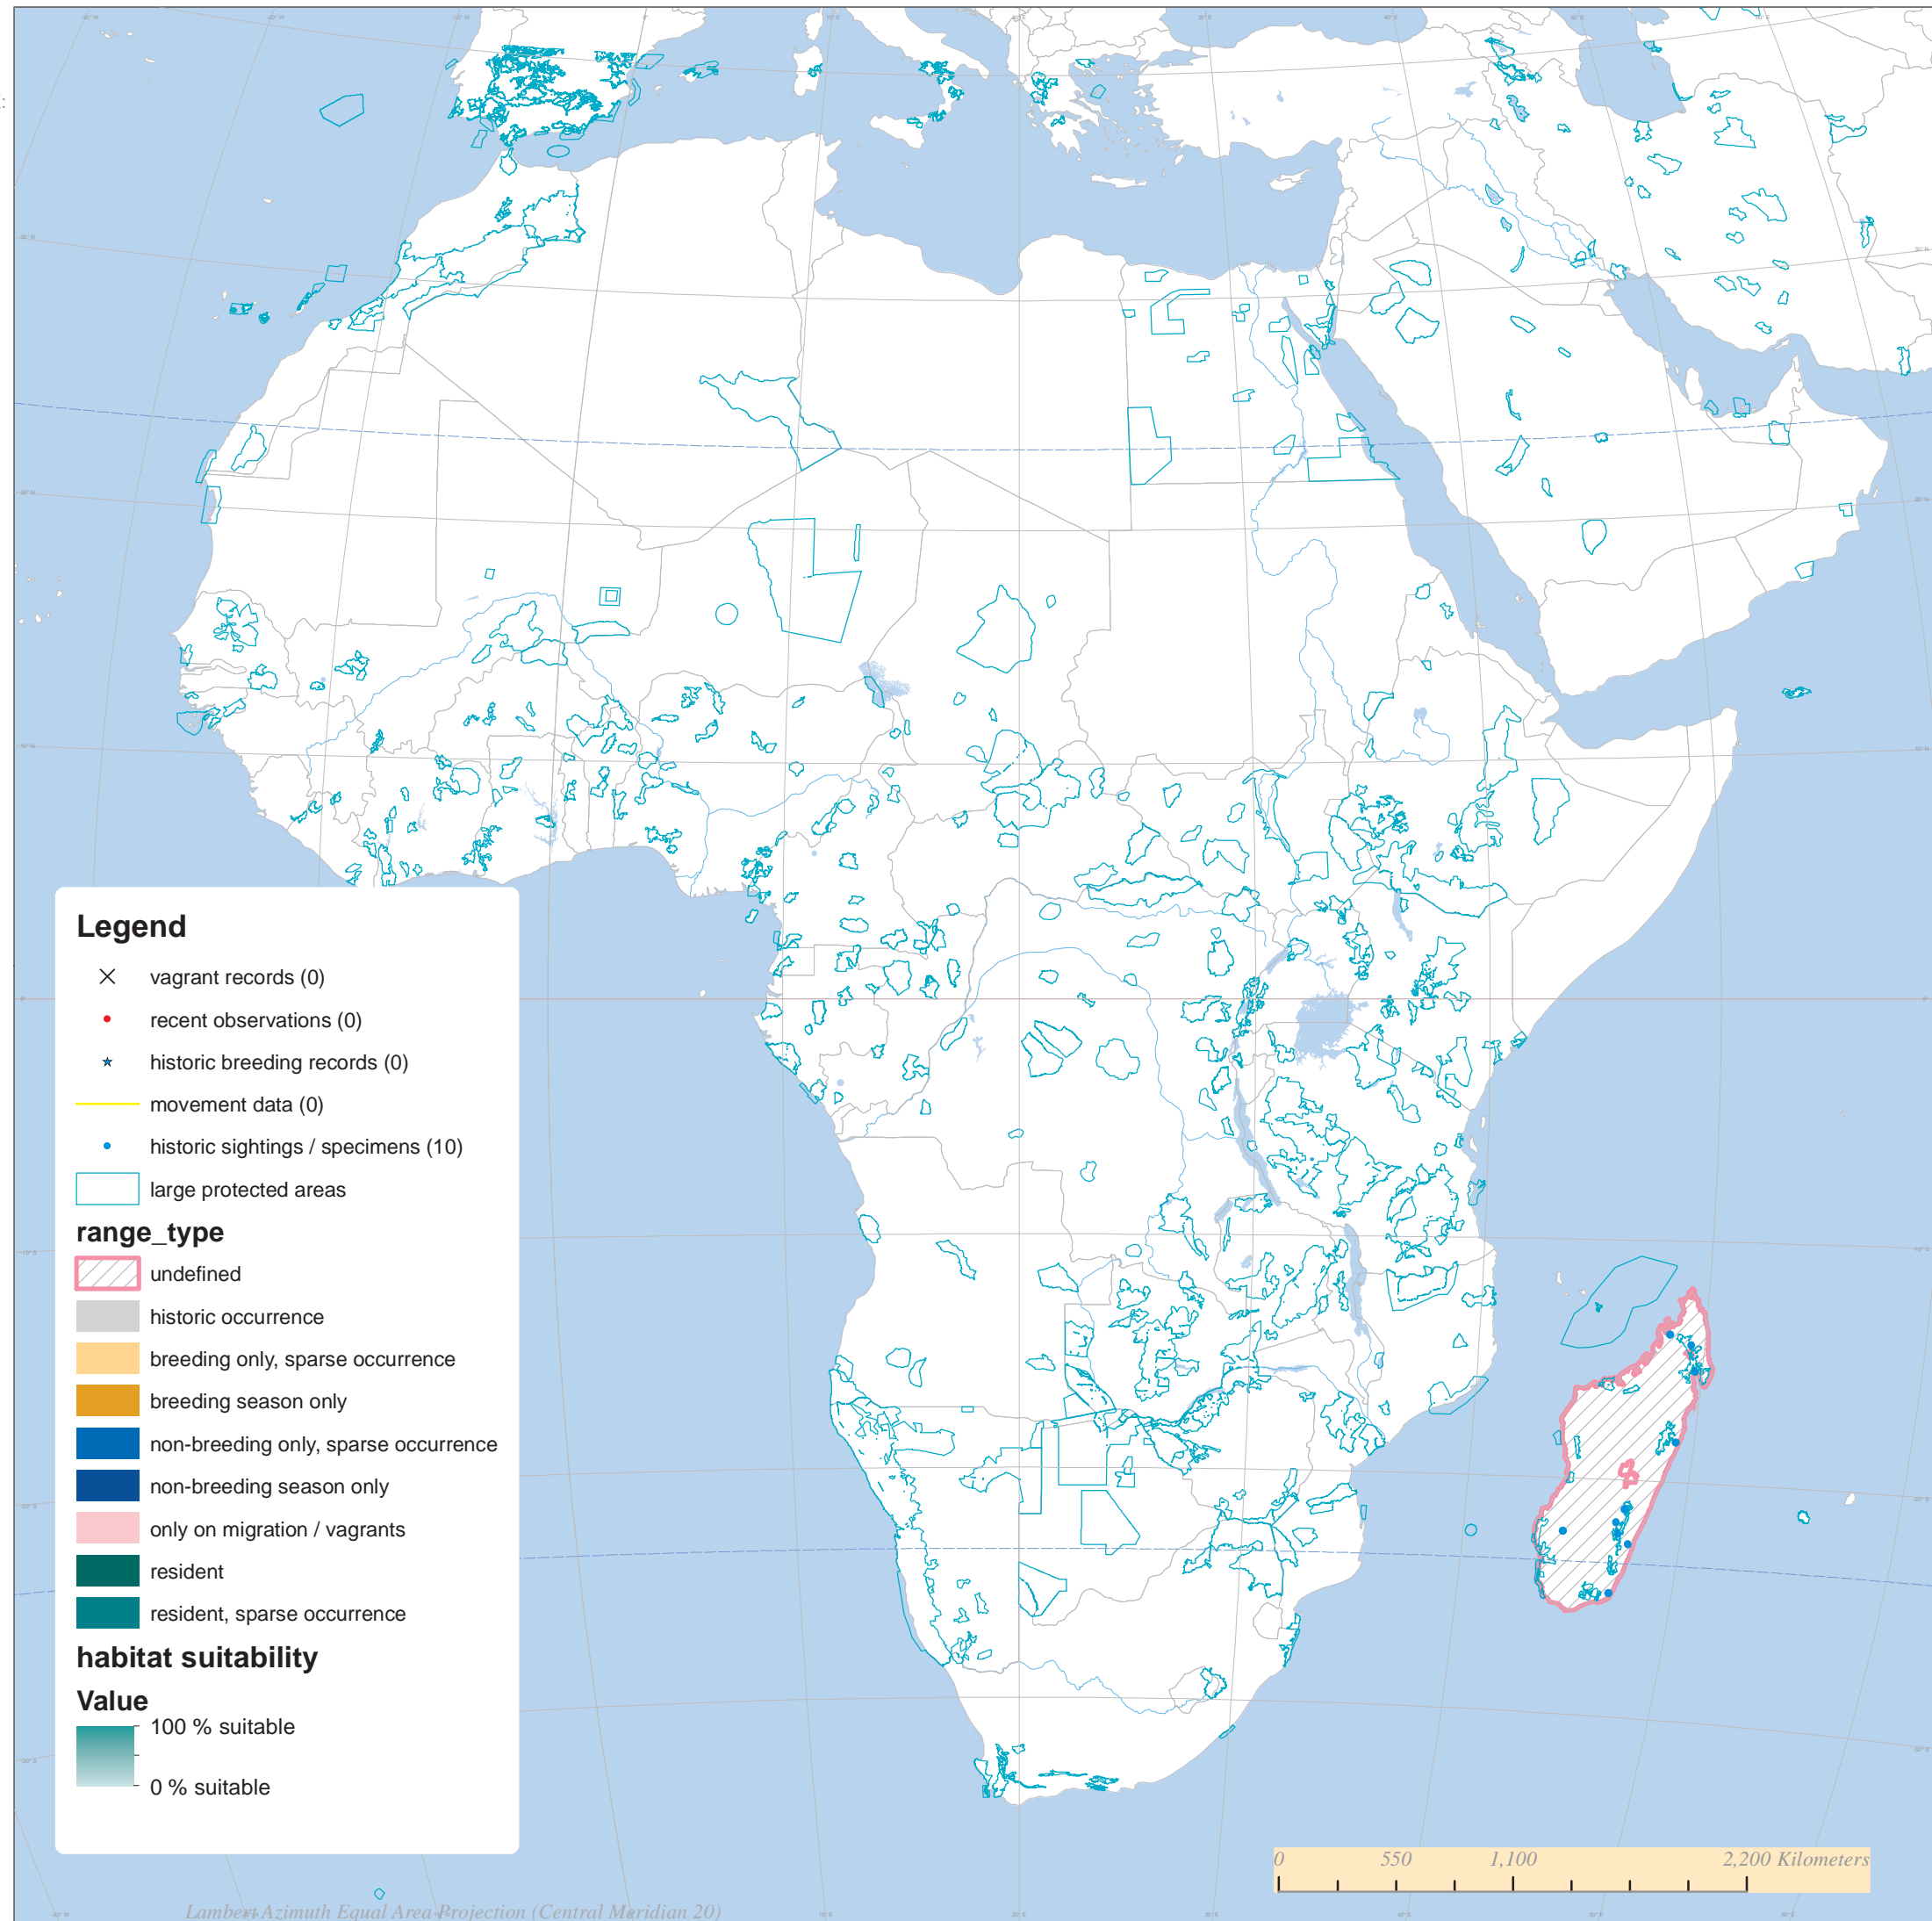 Legend
vagrant records (0)
recent observations (0)
historic breeding records (0)
movement data (0)
historic sightings / specimens (10)
large protected areas
range_type
undefined
historic occurrence
breeding only, sparse occurrence
breeding season only
non-breeding only, sparse occurrence
non-breeding season only
only on migration / vagrants
resident
resident, sparse occurrence
habitat suitability
Value
100 % suitable
0 % suitable
0 550 1,100 2,200 Kilometers
Lambert Azimuth Equal Area Projection (Central Meridian 20)